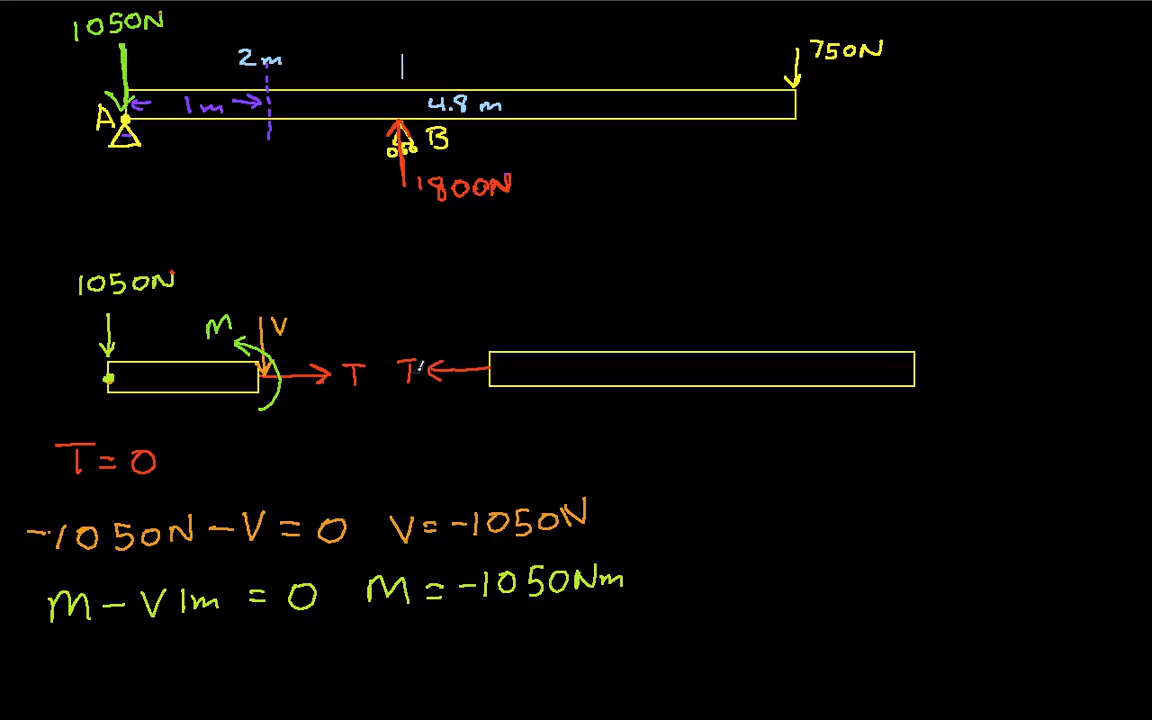 1050N
2m
750N
1m
4.8 m
A
B
1800N
1050N
M
V
T
T
T = 0
-1050N - V = 0 V = -1050N
M - V 1m = 0 M = -1050Nm